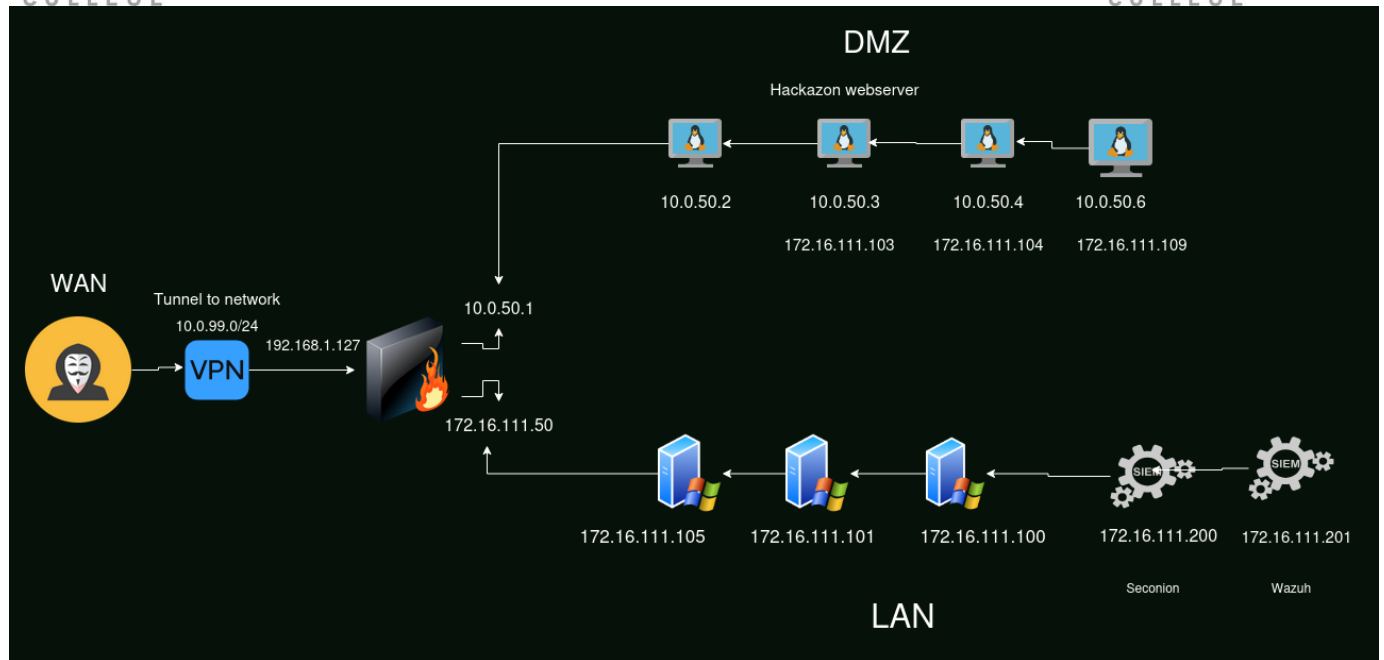 COLLEGE
COLLEGE
DMZ
Hackazon webserver
10.0.50.2
10.0.50.3
10.0.50.4
10.0.50.6
172.16.111.103
172.16.111.104
172.16.111.109
WAN
Tunnel to network
10.0.99.0/24
192.168.1.127
VPN
10.0.50.1
172.16.111.50
SIEM
SIEM
172.16.111.105
172.16.111.101
172.16.111.100
172.16.111.200
172.16.111.201
Seconion
Wazuh
LAN